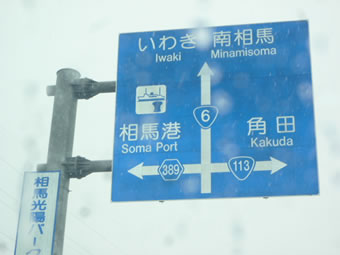 いわき 南相馬
Iwaki Minamisoma
6
相馬港 角田
Soma Port Kakuda
389 113
相馬光陽パーク